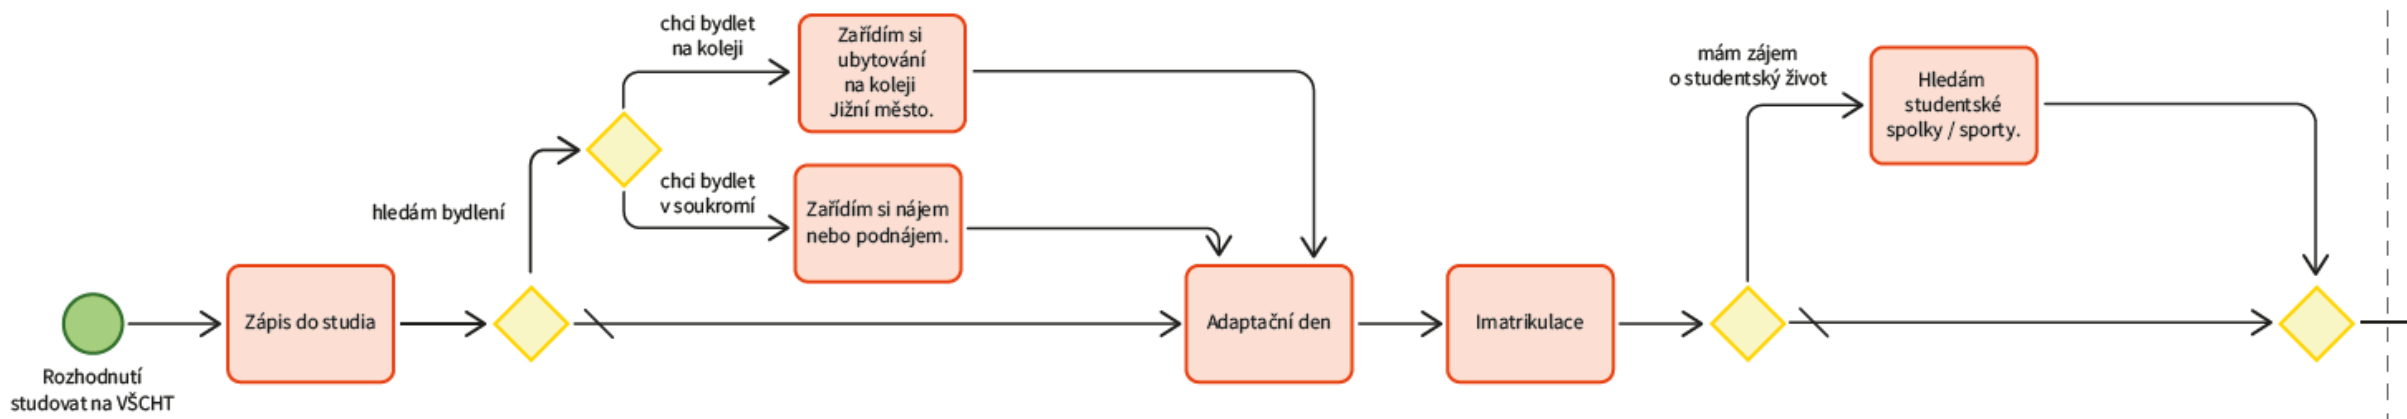 Rozhodnutí
studovat na VŠCHT
Zápis do studia
hledám bydlení
chci bydlet
na koleji
Zařídím si
ubytování
na koleji
Jižní město.
chci bydlet
v soukromí
Zařídím si nájem
nebo podnájem.
Adaptační den
Imatrikulace
mám zájem
o studentský život
Hledám
studentské
spolky / sporty.